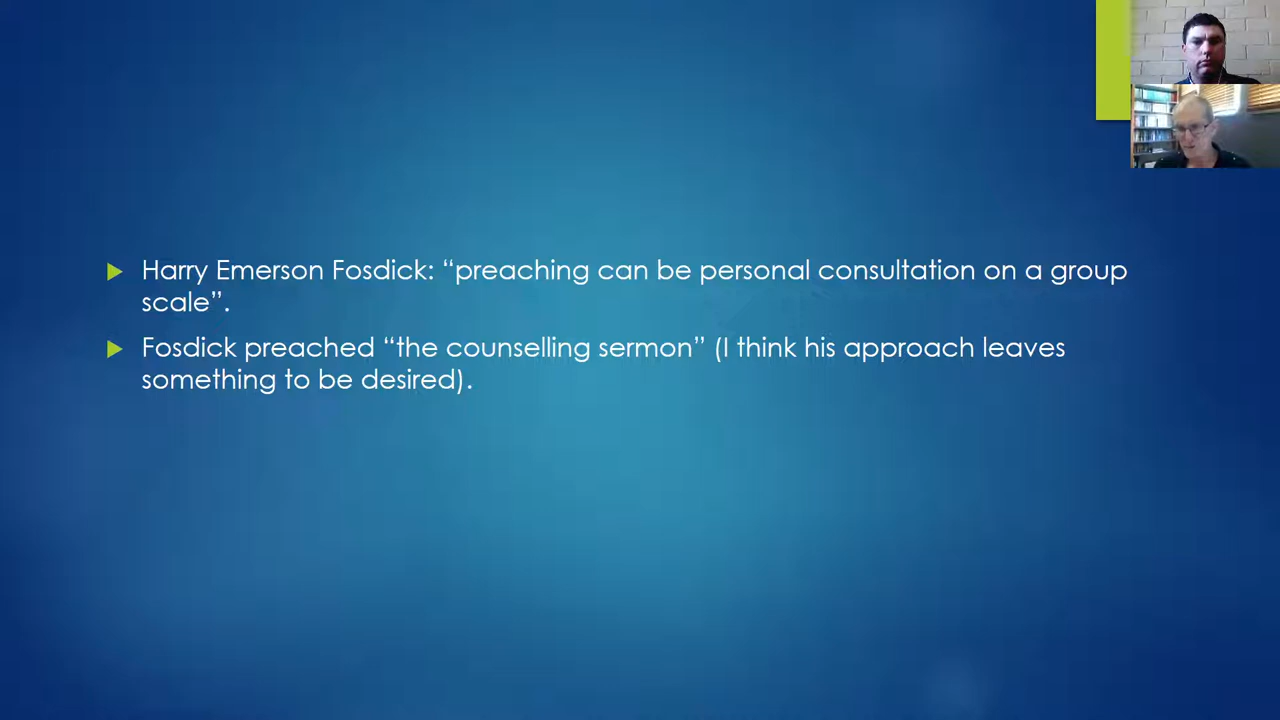 Harry Emerson Fosdick: “preaching can be personal consultation on a group
scale”.
Fosdick preached “the counselling sermon” (I think his approach leaves
something to be desired).